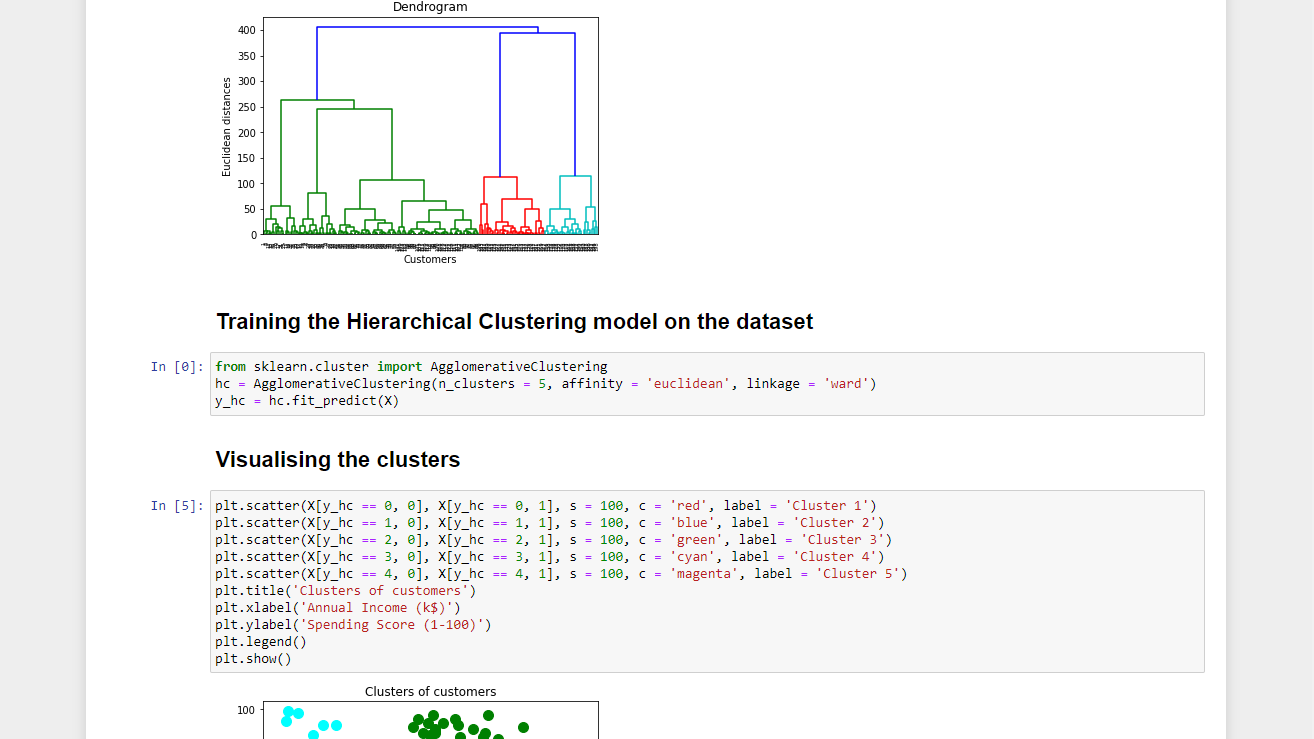 Dendrogram
400
350
300
250
200
150
100
50
0
Euclidean distances
Customers
Training the Hierarchical Clustering model on the dataset
In [0]: from sklearn.cluster import AgglomerativeClustering
hc = AgglomerativeClustering(n_clusters = 5, affinity = 'euclidean', linkage = 'ward')
y_hc = hc.fit_predict(X)
Visualising the clusters
In [5]: plt.scatter(X[y_hc == 0, 0], X[y_hc == 0, 1], s = 100, c = 'red', label = 'Cluster 1')
plt.scatter(X[y_hc == 1, 0], X[y_hc == 1, 1], s = 100, c = 'blue', label = 'Cluster 2')
plt.scatter(X[y_hc == 2, 0], X[y_hc == 2, 1], s = 100, c = 'green', label = 'Cluster 3')
plt.scatter(X[y_hc == 3, 0], X[y_hc == 3, 1], s = 100, c = 'cyan', label = 'Cluster 4')
plt.scatter(X[y_hc == 4, 0], X[y_hc == 4, 1], s = 100, c = 'magenta', label = 'Cluster 5')
plt.title('Clusters of customers')
plt.xlabel('Annual Income (k$)')
plt.ylabel('Spending Score (1-100)')
plt.legend()
plt.show()
Clusters of customers
100